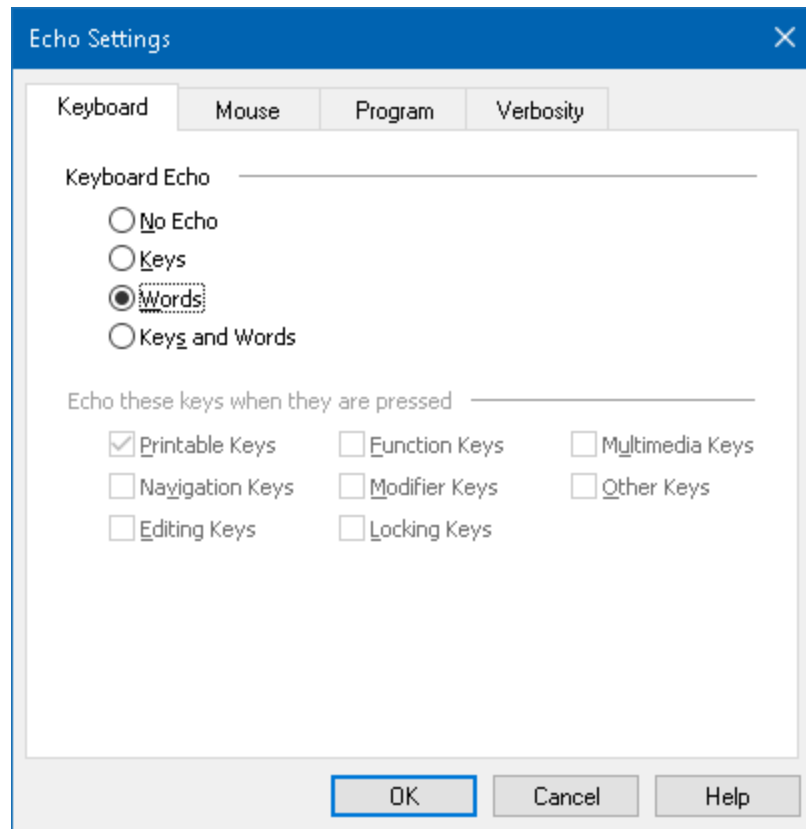 Echo Settings
Keyboard Mouse Program Verbosity
Keyboard Echo
No Echo
Keys
Words
Keys and Words
Echo these keys when they are pressed
Printable Keys Function Keys Multimedia Keys
Navigation Keys Modifier Keys Other Keys
Editing Keys Locking Keys
OK Cancel Help